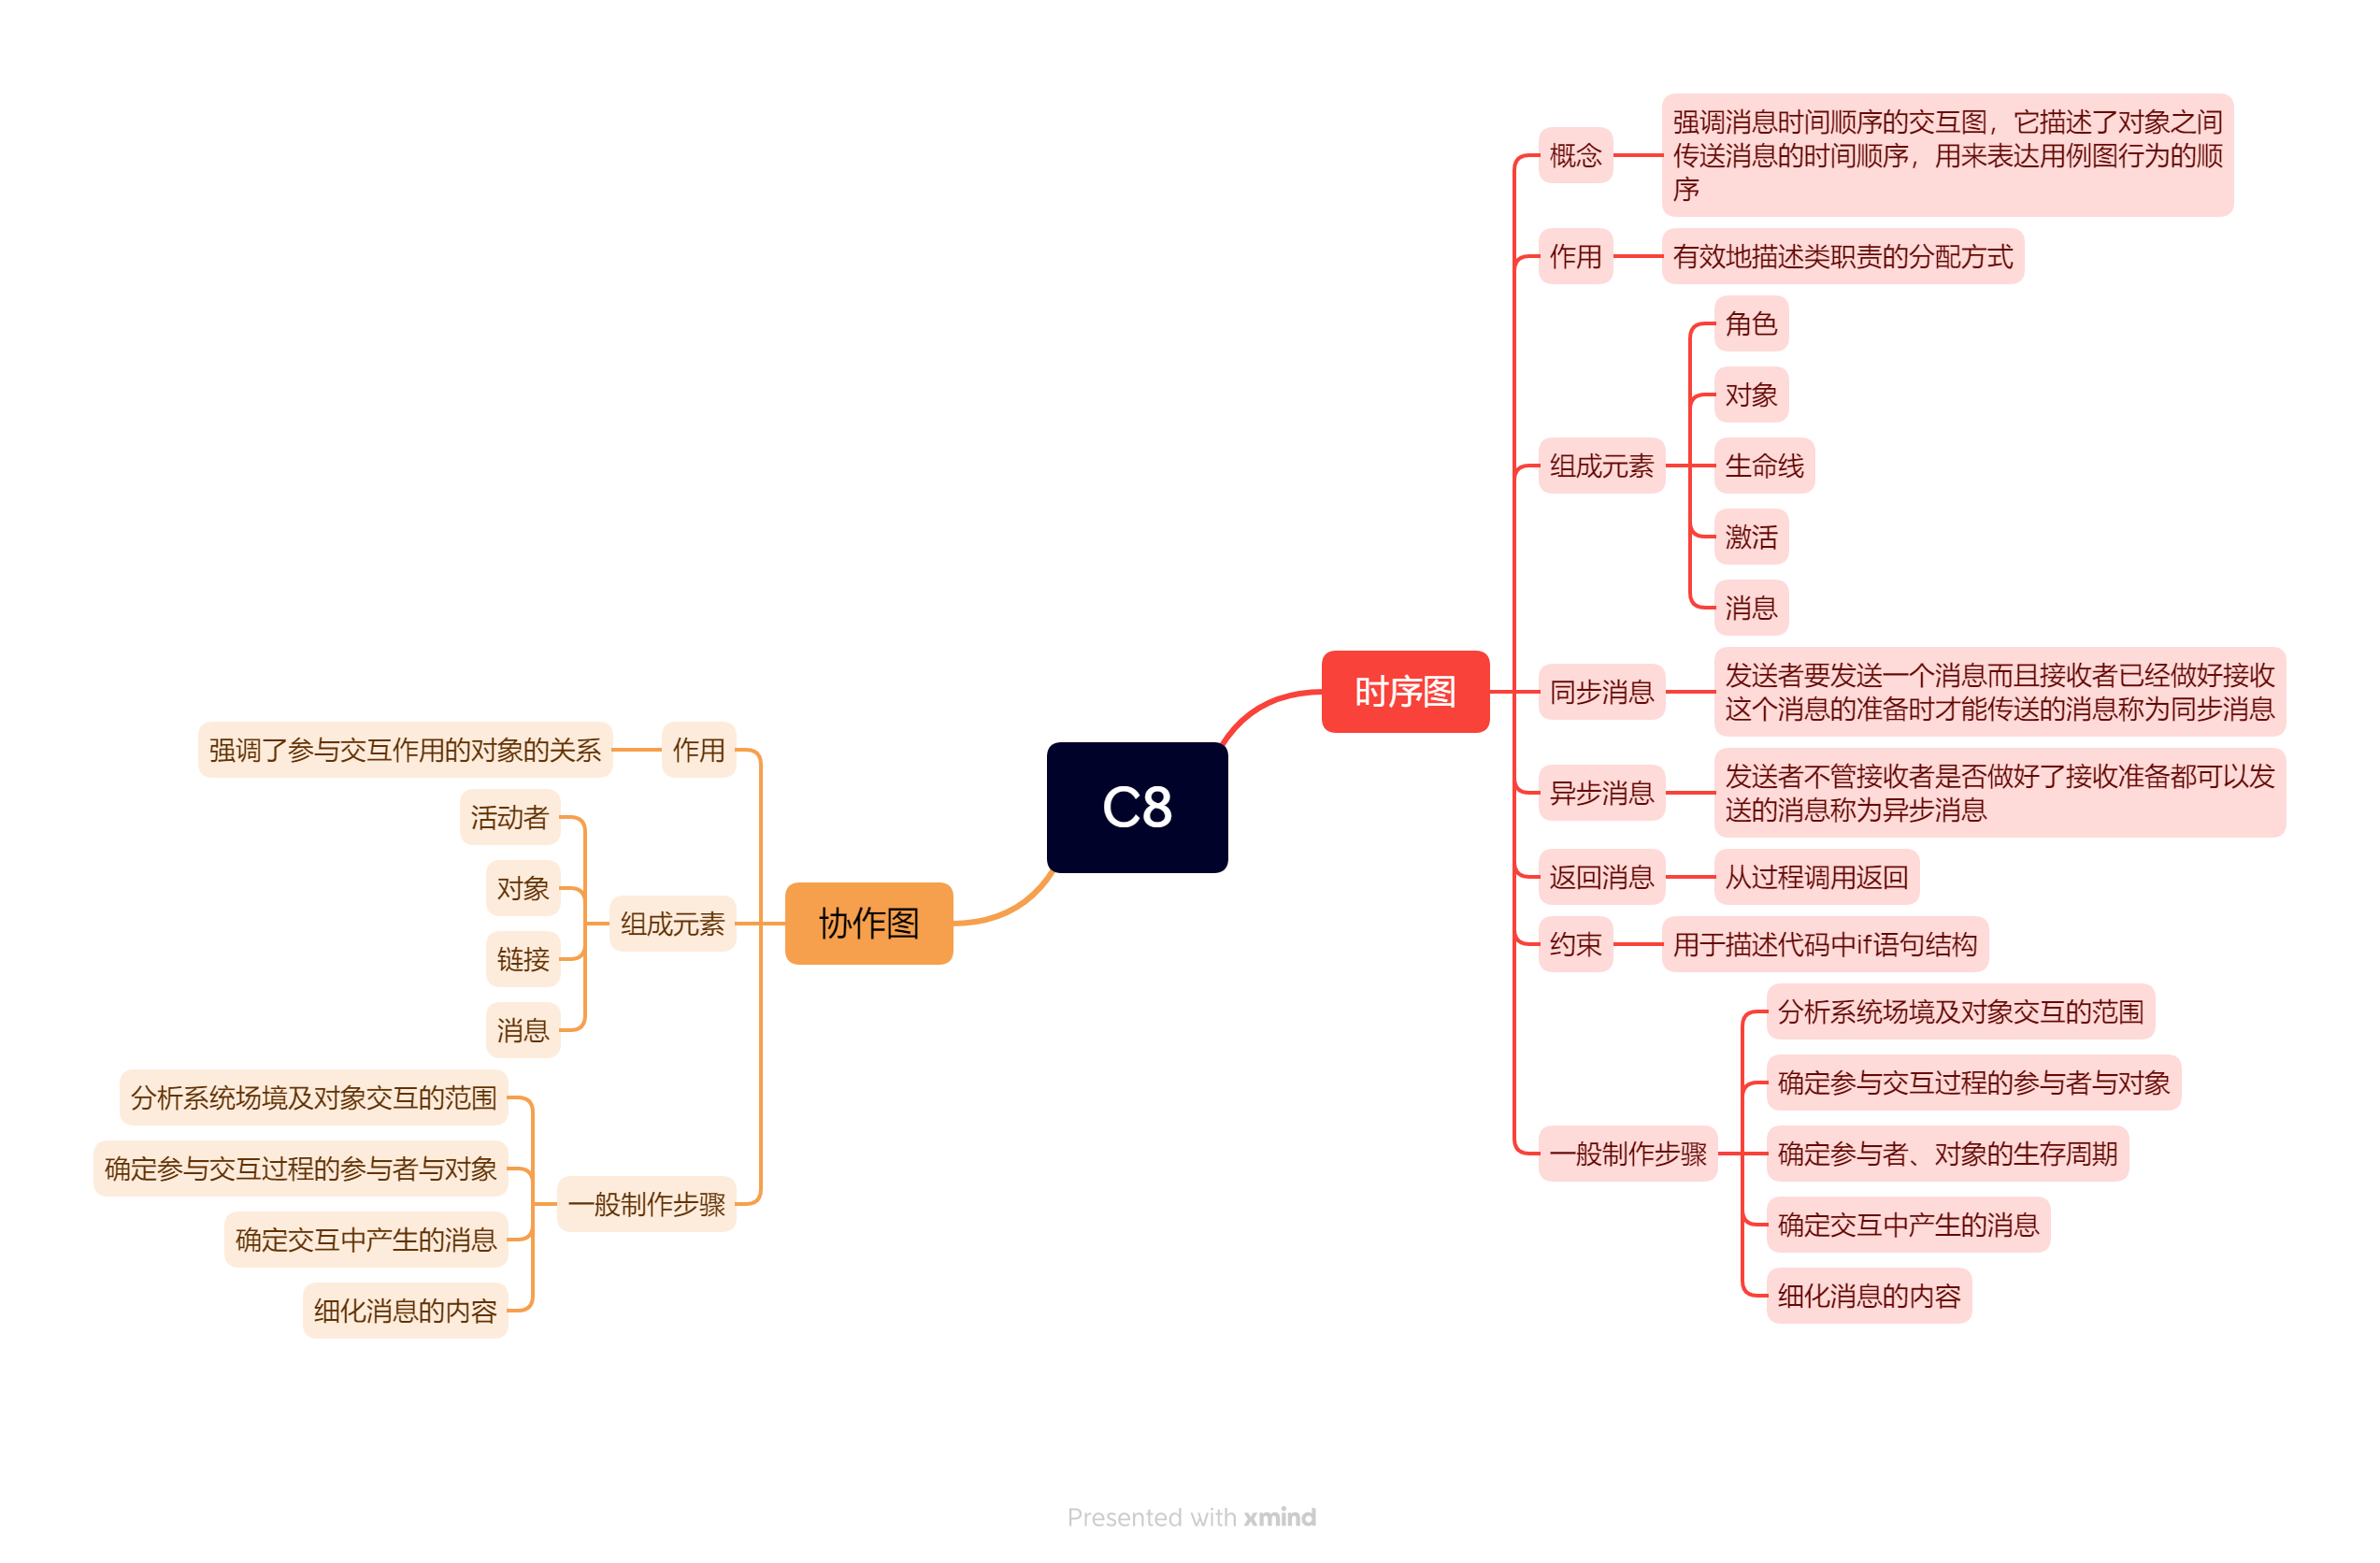 C8
时序图
概念
强调消息时间顺序的交互图，它描述了对象之间
传送消息的时间顺序，用来表达用例图行为的顺
序
作用
有效地描述类职责的分配方式
组成元素
角色
对象
生命线
激活
消息
同步消息
发送者要发送一个消息而且接收者已经做好接收
这个消息的准备时才能传送的消息称为同步消息
异步消息
发送者不管接收者是否做好了接收准备都可以发
送的消息称为异步消息
返回消息
从过程调用返回
约束
用于描述代码中if语句结构
一般制作步骤
分析系统场境及对象交互的范围
确定参与交互过程的参与者与对象
确定参与者、对象的生存周期
确定交互中产生的消息
细化消息的内容
协作图
作用
强调了参与交互作用的对象的关系
组成元素
活动者
对象
链接
消息
一般制作步骤
分析系统场境及对象交互的范围
确定参与交互过程的参与者与对象
确定交互中产生的消息
细化消息的内容
Presented with xmind